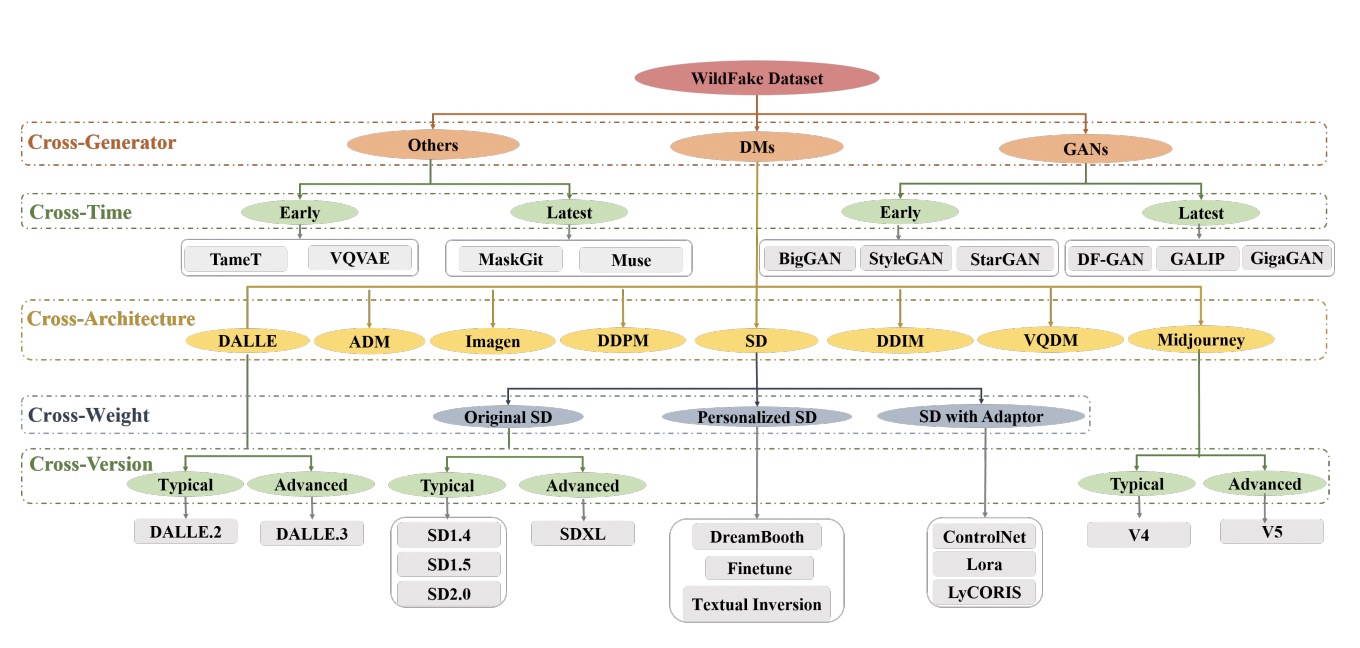 WildFake Dataset
Cross-Generator
Others
DMs
GANs
Cross-Time
Early
Latest
Early
Latest
TameT
VQVAE
MaskGit
Muse
BigGAN
StyleGAN
StarGAN
DF-GAN
GALIP
GigaGAN
Cross-Architecture
DALLE
ADM
Imagen
DDPM
SD
DDIM
VQDM
Midjourney
Cross-Weight
Original SD
Personalized SD
SD with Adaptor
Cross-Version
Typical
Advanced
Typical
Advanced
Typical
Advanced
DALLE.2
DALLE.3
SD1.4
SD1.5
SD2.0
SDXL
DreamBooth
Finetune
Textual Inversion
ControlNet
Lora
LyCORIS
V4
V5